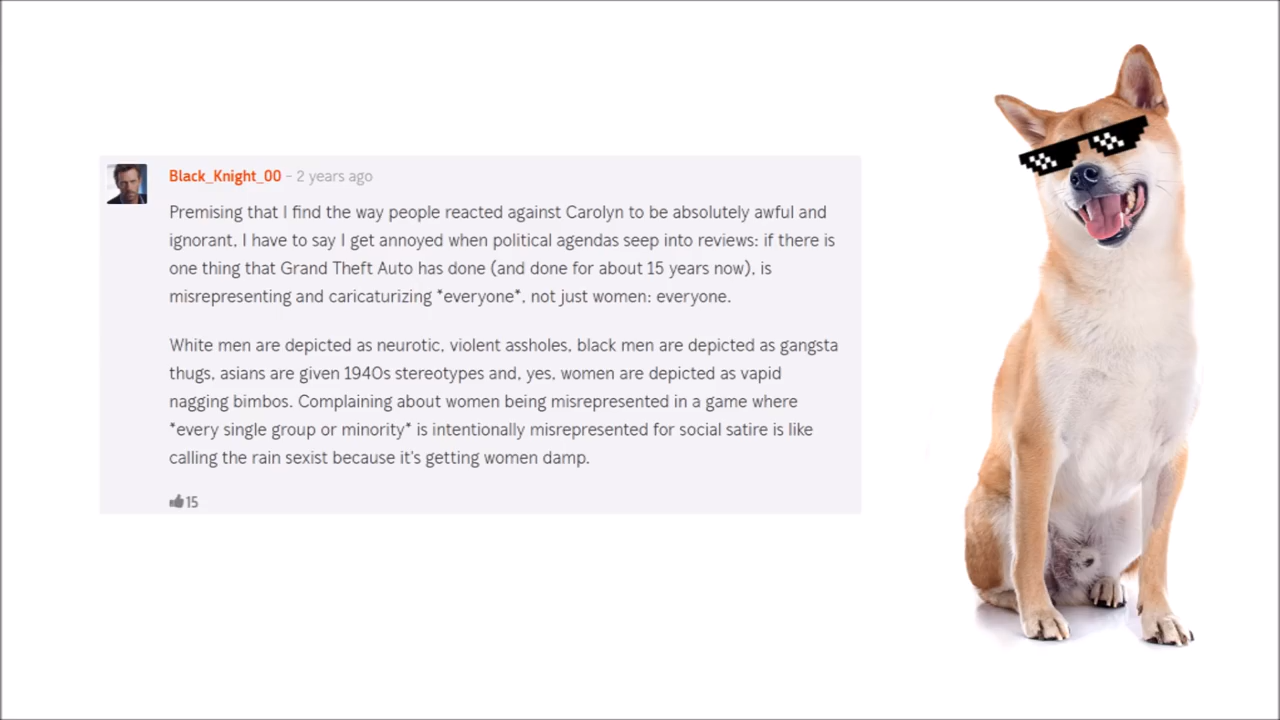 Black_Knight_00 - 2 years ago
Premising that I find the way people reacted against Carolyn to be absolutely awful and
ignorant, I have to say I get annoyed when political agendas seep into reviews: if there is
one thing that Grand Theft Auto has done (and done for about 15 years now), is
misrepresenting and caricaturizing *everyone*, not just women: everyone.
White men are depicted as neurotic, violent assholes, black men are depicted as gangsta
thugs, asians are given 1940s stereotypes and, yes, women are depicted as vapid
nagging bimbos. Complaining about women being misrepresented in a game where
*every single group or minority* is intentionally misrepresented for social satire is like
calling the rain sexist because it's getting women damp.
15